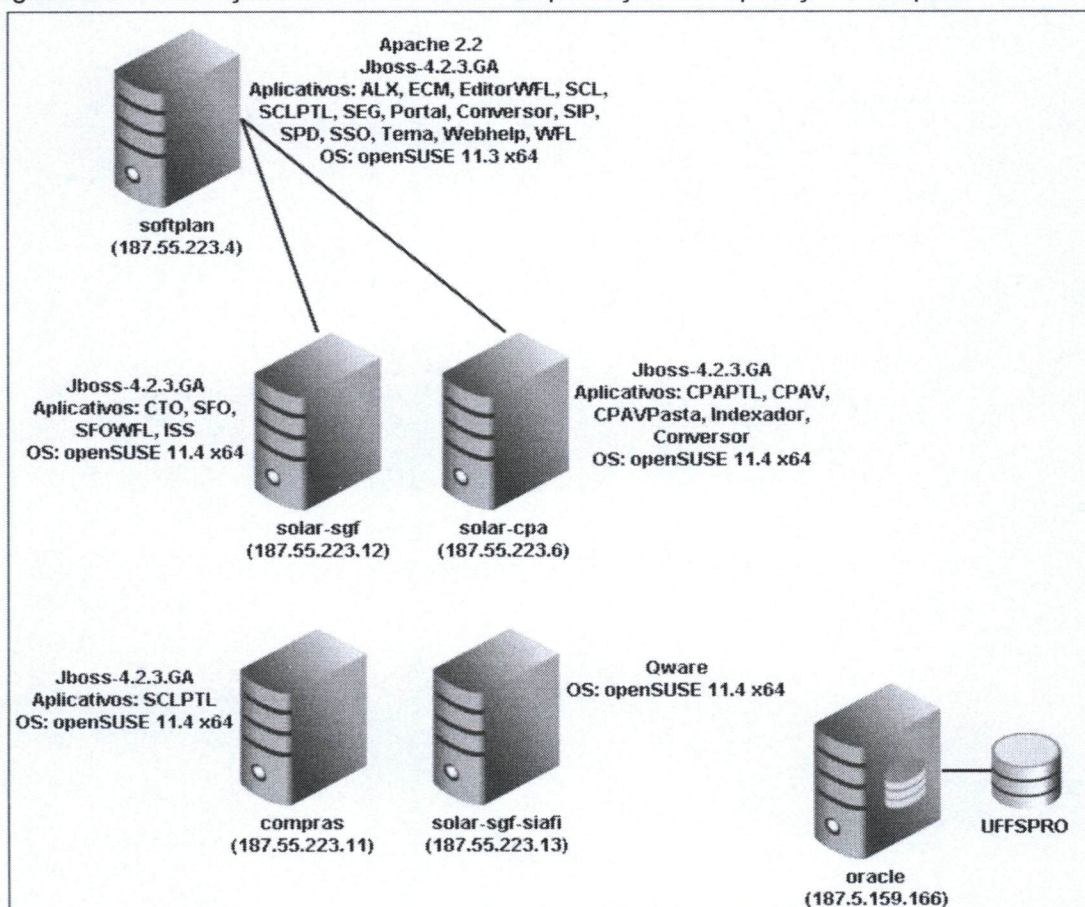 Apache 2.2
Jboss-4.2.3.GA
Aplicativos: ALX, ECM, EditorWFL, SCL,
SCLPTL, SEG, Portal, Conversor, SIP,
SPD, SSO, Tema, Webhelp, WFL
OS: openSUSE 11.3 x64
softplan
(187.55.223.4)
Jboss-4.2.3.GA
Aplicativos: CTO, SFO,
SFOWFL, ISS
OS: openSUSE 11.4 x64
solar-sgf
(187.55.223.12)
Jboss-4.2.3.GA
Aplicativos: CPAPTL, CPAV,
CPAVPasta, Indexador,
Conversor
OS: openSUSE 11.4 x64
solar-cpa
(187.55.223.6)
Jboss-4.2.3.GA
Aplicativos: SCLPTL
OS: openSUSE 11.4 x64
compras
(187.55.223.11)
Qware
OS: openSUSE 11.4 x64
solar-sgf-siafi
(187.55.223.13)
UFFSPRO
oracle
(187.5.159.166)